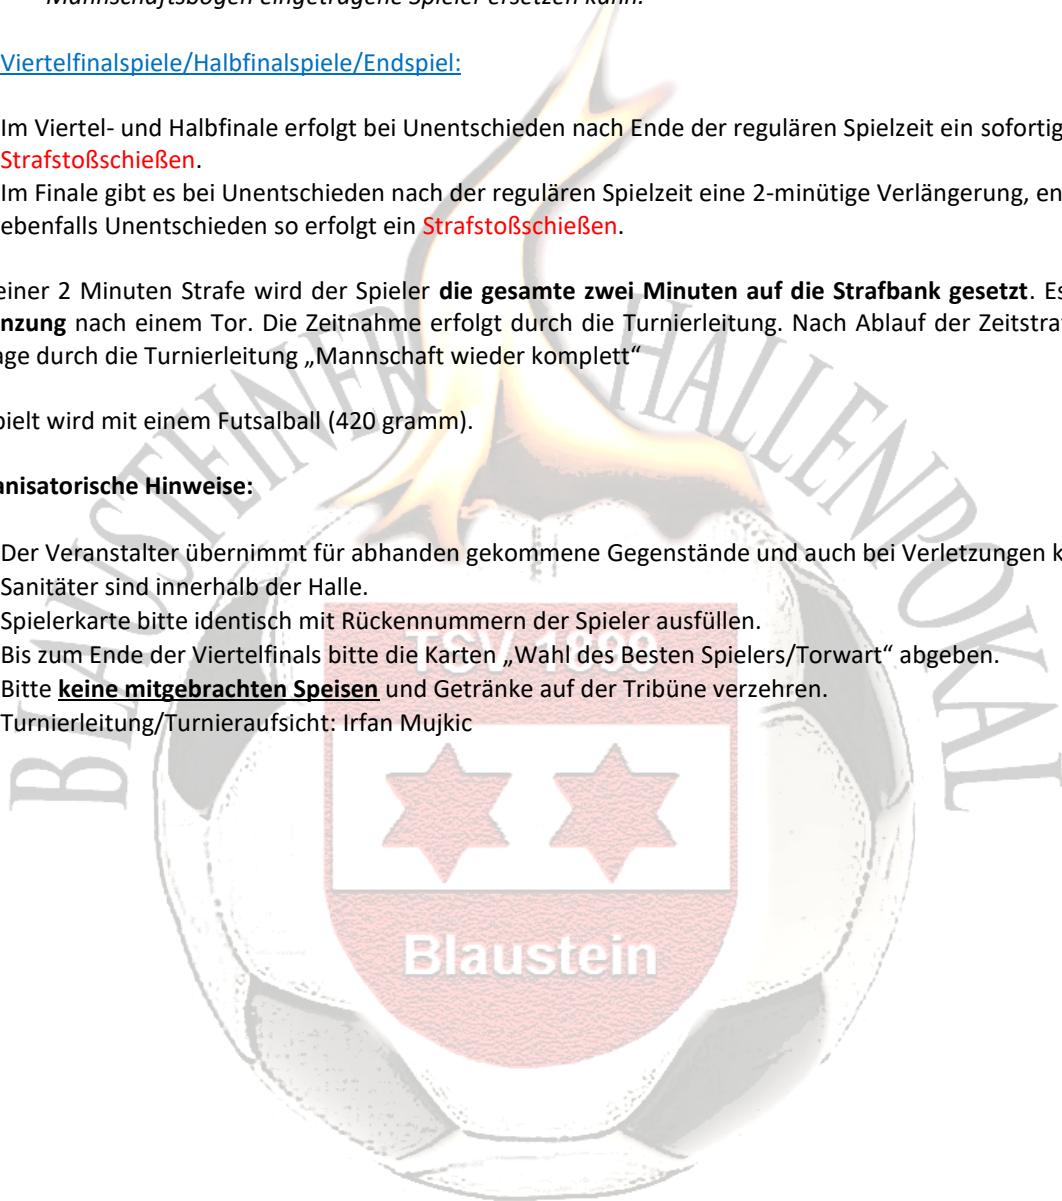 Mannschaftsbogen eingetragene Spieler ersetzen kann.
Viertelfinalspiele/Halbfinalspiele/Endspiel:
Im Viertel- und Halbfinale erfolgt bei Unentschieden nach Ende der regulären Spielzeit ein sofortig
Strafstoßschießen.
Im Finale gibt es bei Unentschieden nach der regulären Spielzeit eine 2-minütige Verlängerung, en
ebenfalls Unentschieden so erfolgt ein Strafstoßschießen.
einer 2 Minuten Strafe wird der Spieler die gesamte zwei Minuten auf die Strafbank gesetzt. Es
nzung nach einem Tor. Die Zeitnahme erfolgt durch die Turnierleitung. Nach Ablauf der Zeitstra
age durch die Turnierleitung „Mannschaft wieder komplett“
pielt wird mit einem Futsalball (420 gramm).
anisatorische Hinweise:
Der Veranstalter übernimmt für abhanden gekommene Gegenstände und auch bei Verletzungen k
Sanitäter sind innerhalb der Halle.
Spielerkarte bitte identisch mit Rückennummern der Spieler ausfüllen.
Bis zum Ende der Viertelfinals bitte die Karten „Wahl des Besten Spielers/Torwart“ abgeben.
Bitte keine mitgebrachten Speisen und Getränke auf der Tribüne verzehren.
Turnierleitung/Turnieraufsicht: Irfan Mujkic
BLAUSTEINER HALLENPOKAL
TSV 1899
Blaustein